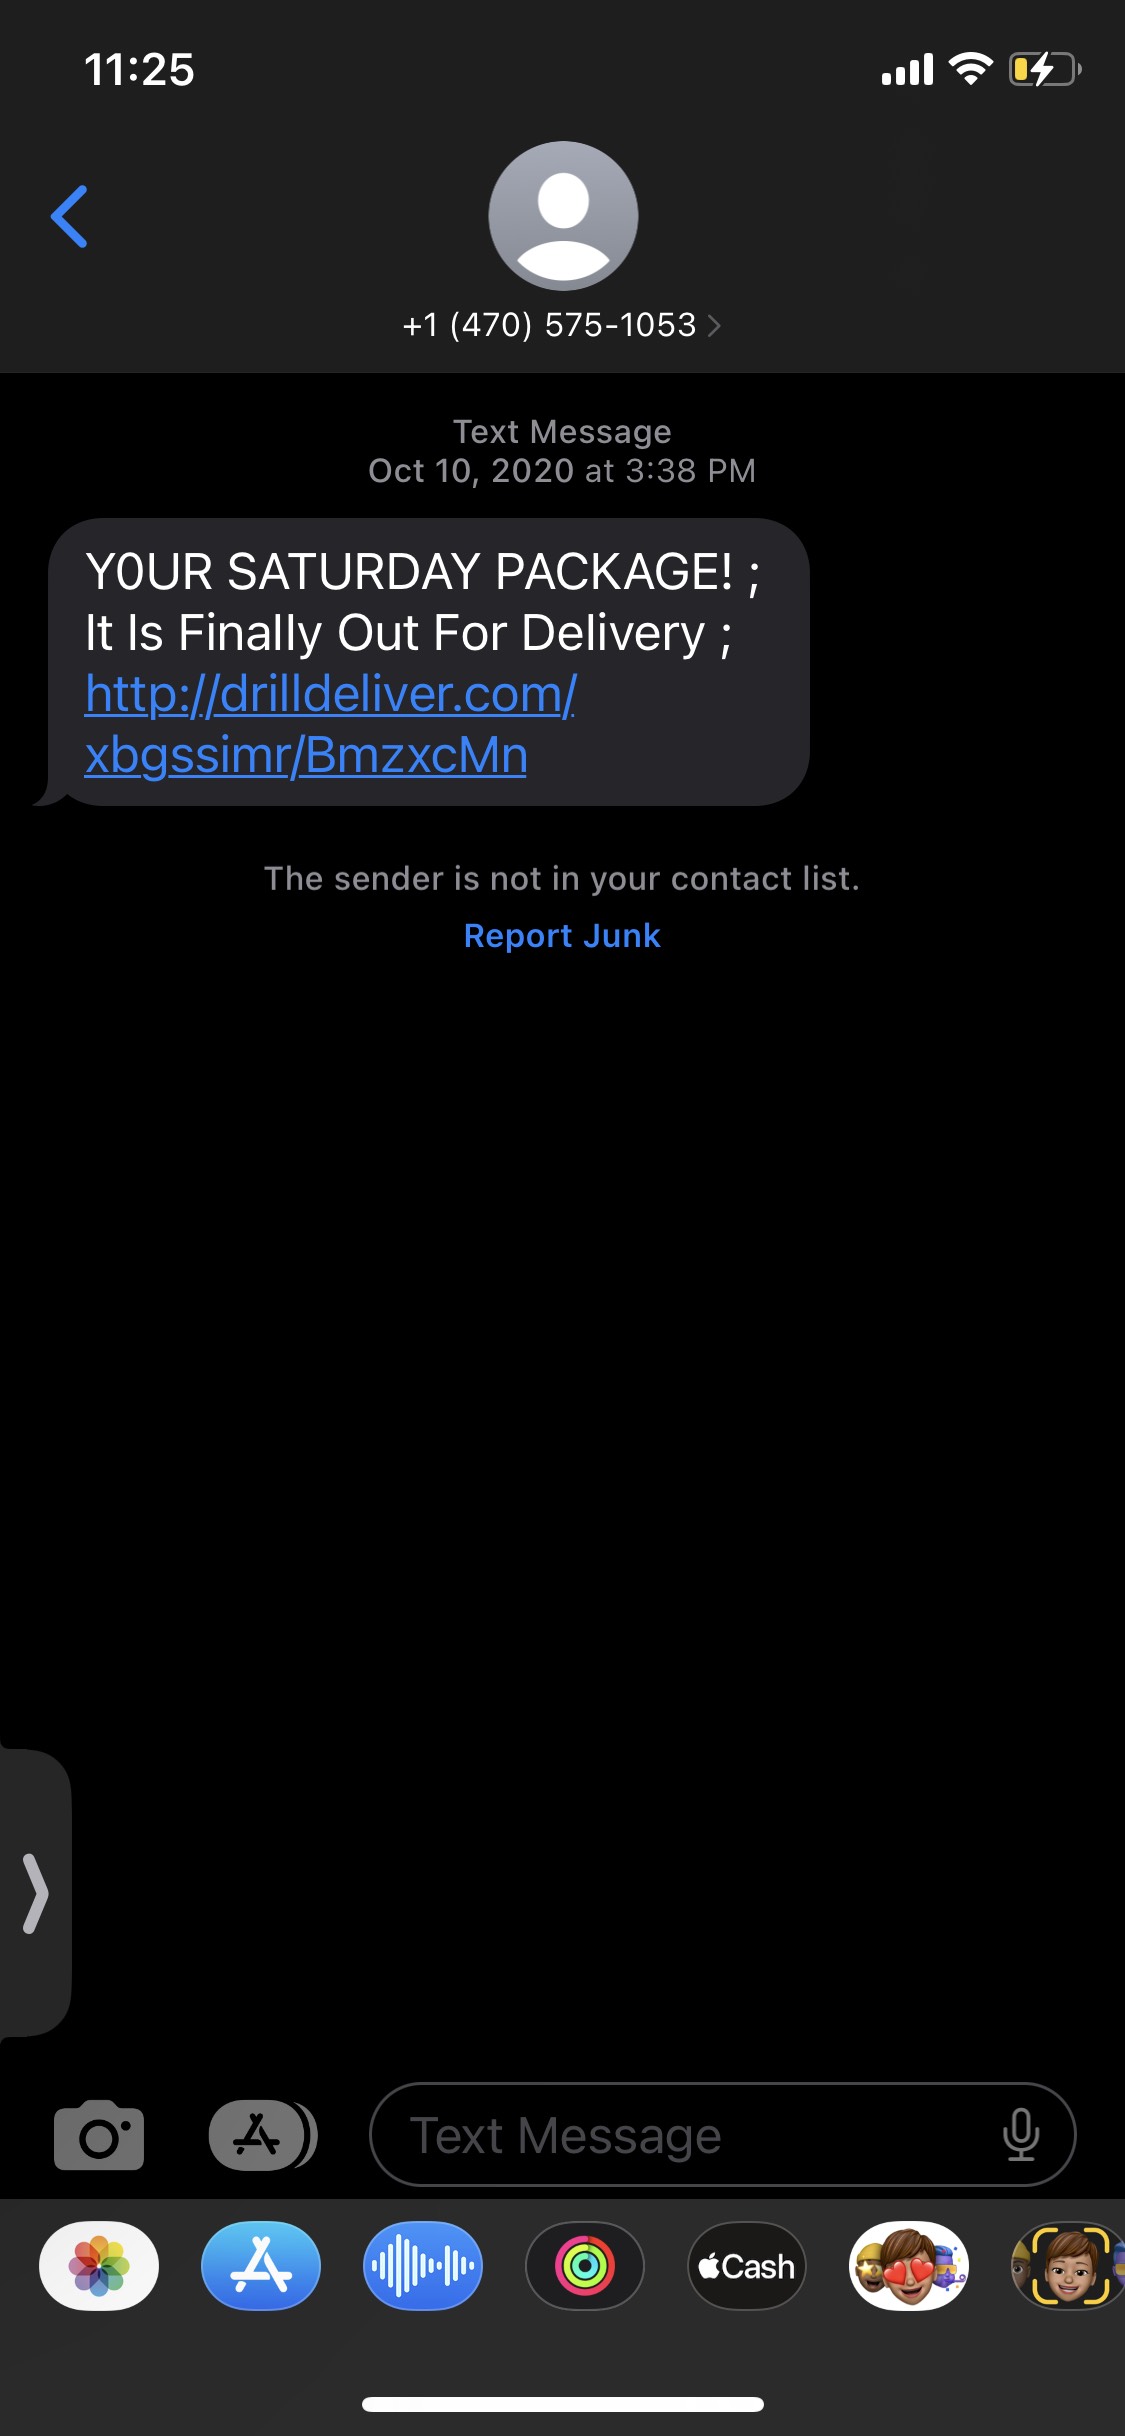 11:25
+1 (470) 575-1053
Text Message
Oct 10, 2020 at 3:38 PM
Y0UR SATURDAY PACKAGE! ;
It Is Finally Out For Delivery ;
http://drilldeliver.com/
xbgssimr/BmzxcMn
The sender is not in your contact list.
Report Junk
Text Message
Cash